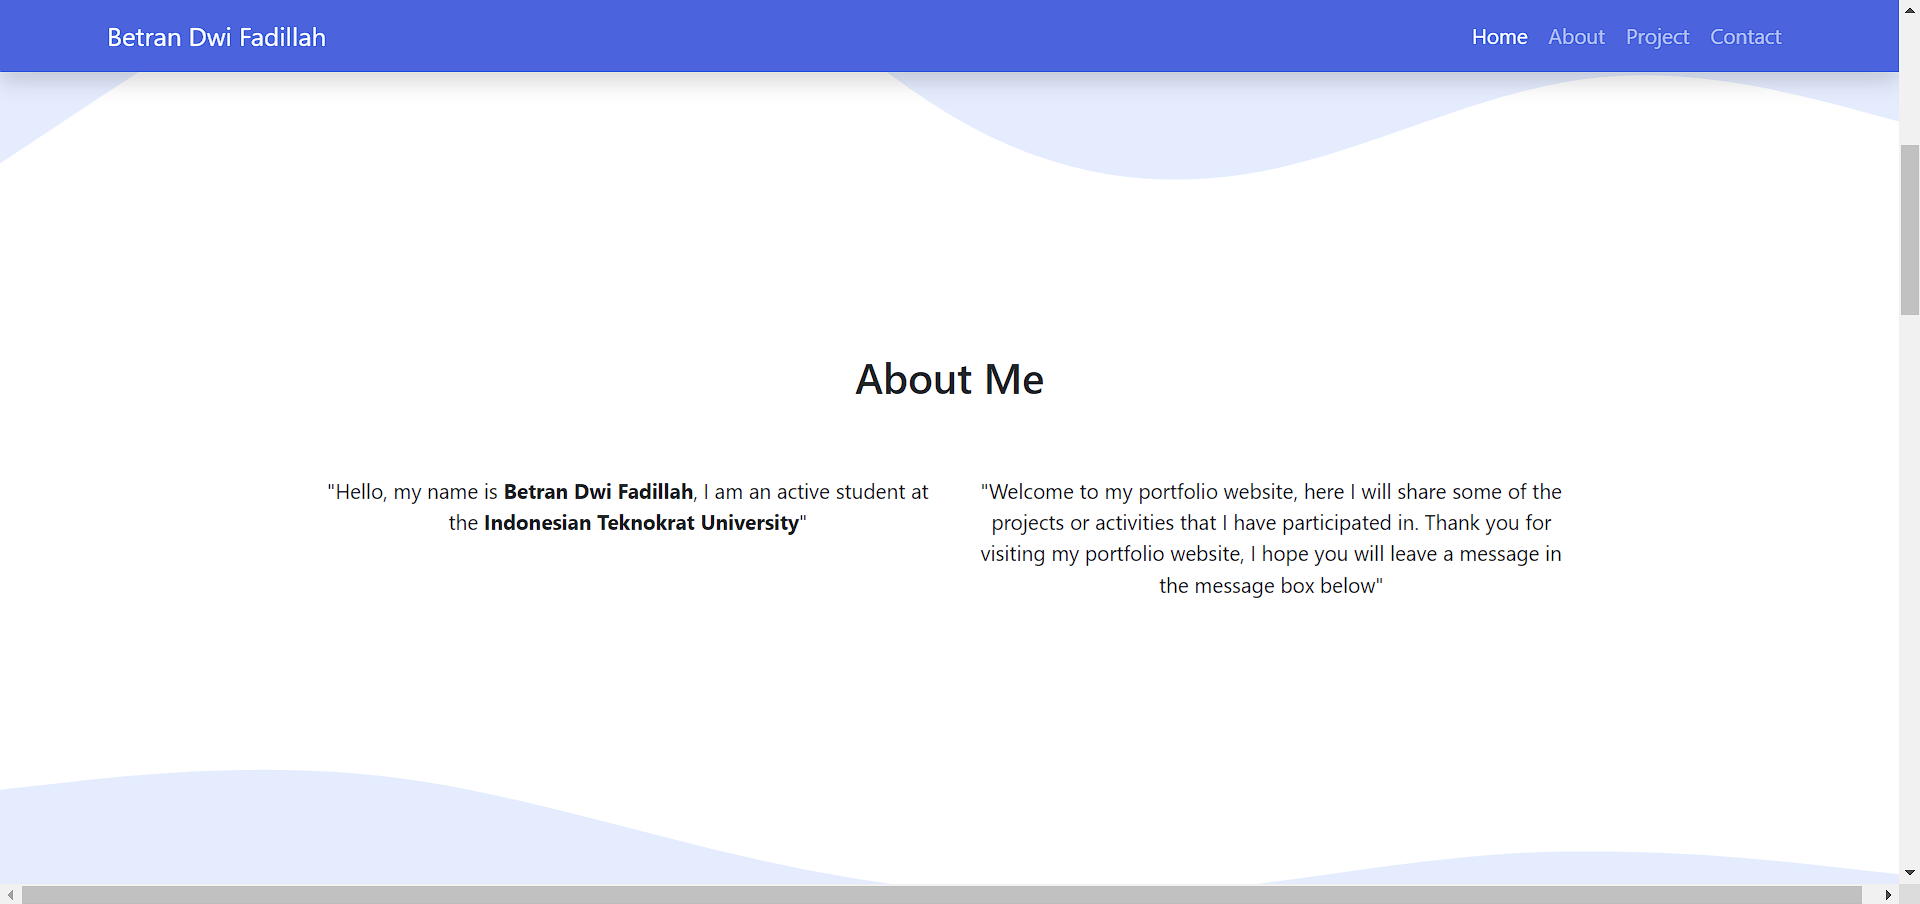 Betran Dwi Fadillah
Home About Project Contact
About Me
"Hello, my name is Betran Dwi Fadillah, I am an active student at
the Indonesian Teknokrat University"
"Welcome to my portfolio website, here I will share some of the
projects or activities that I have participated in. Thank you for
visiting my portfolio website, I hope you will leave a message in
the message box below"